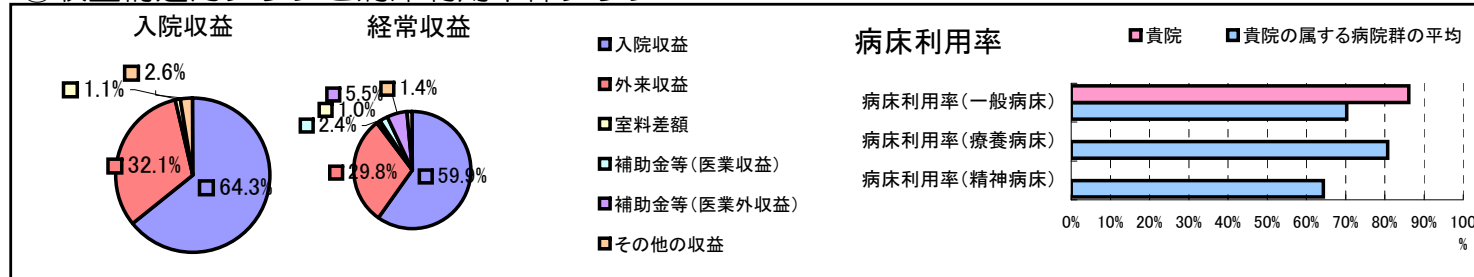 入院収益
2.6%
1.1%
32.1%
64.3%
経常収益
5.5%
1.4%
1.0%
2.4%
29.8%
59.9%
入院収益
外来収益
室料差額
補助金等(医業収益)
補助金等(医業外収益)
その他の収益
病床利用率
貴院
貴院の属する病院群の平均
病床利用率(一般病床)
病床利用率(療養病床)
病床利用率(精神病床)
0% 10% 20% 30% 40% 50% 60% 70% 80% 90% 100
%